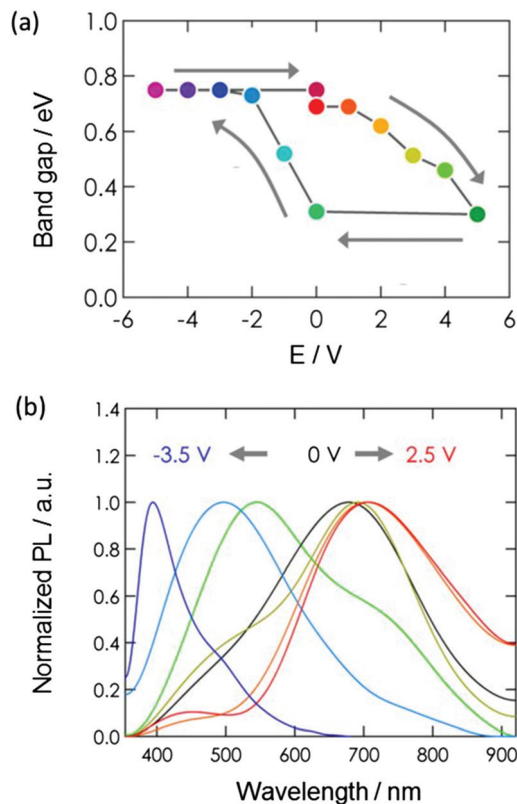 (a)
Band gap / eV
1.0
0.8
0.6
0.4
0.2
0.0
-6 -4 -2 0 2 4 6
E / V
(b)
Normalized PL / a.u.
1.4
1.2
1.0
0.8
0.6
0.4
0.2
0.0
-3.5 V 0 V 2.5 V
400 500 600 700 800 900
Wavelength / nm